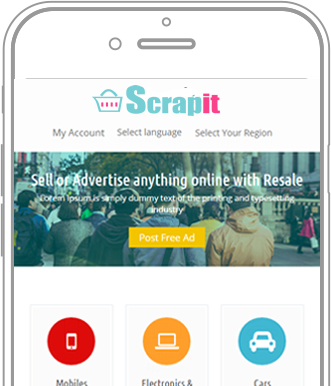 Scrapit
My Account Select language Select Your Region
Sell or Advertise anything online with Resale
Lorem Ipsum is simply dummy text of the printing and typesetting
industry
Post Free Ad
Mobiles Electronics & Cars